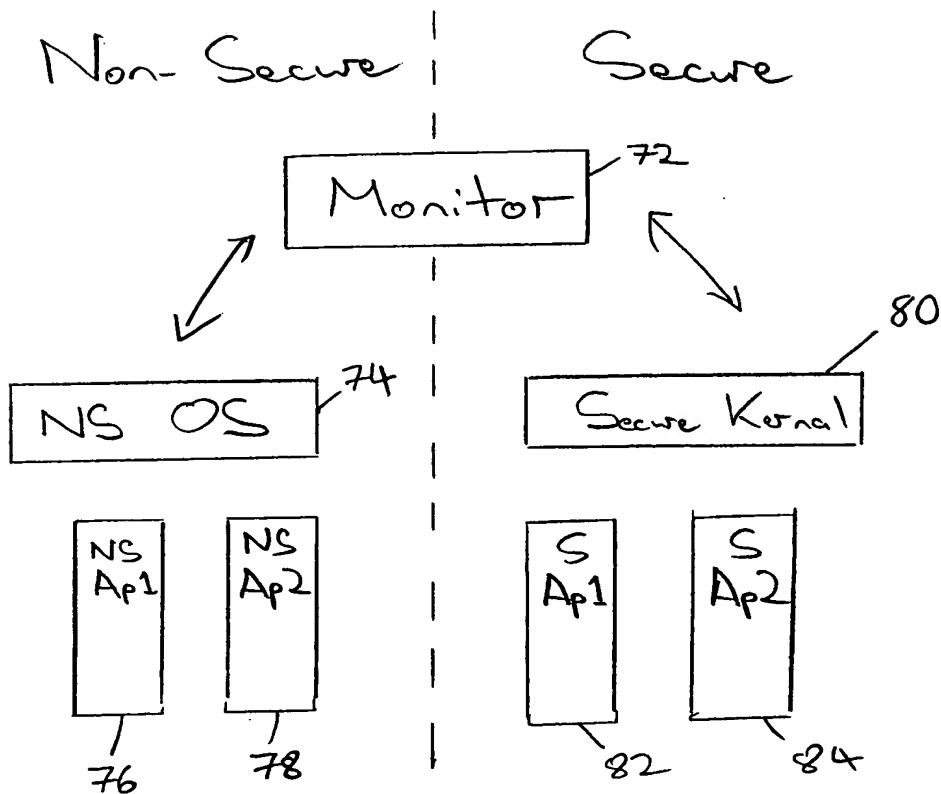 Non-Secure Secure
Monitor
72
80
74
NS OS
Secure Kernal
NS
Ap1
NS
Ap2
S
Ap1
S
Ap2
76
78
82
84